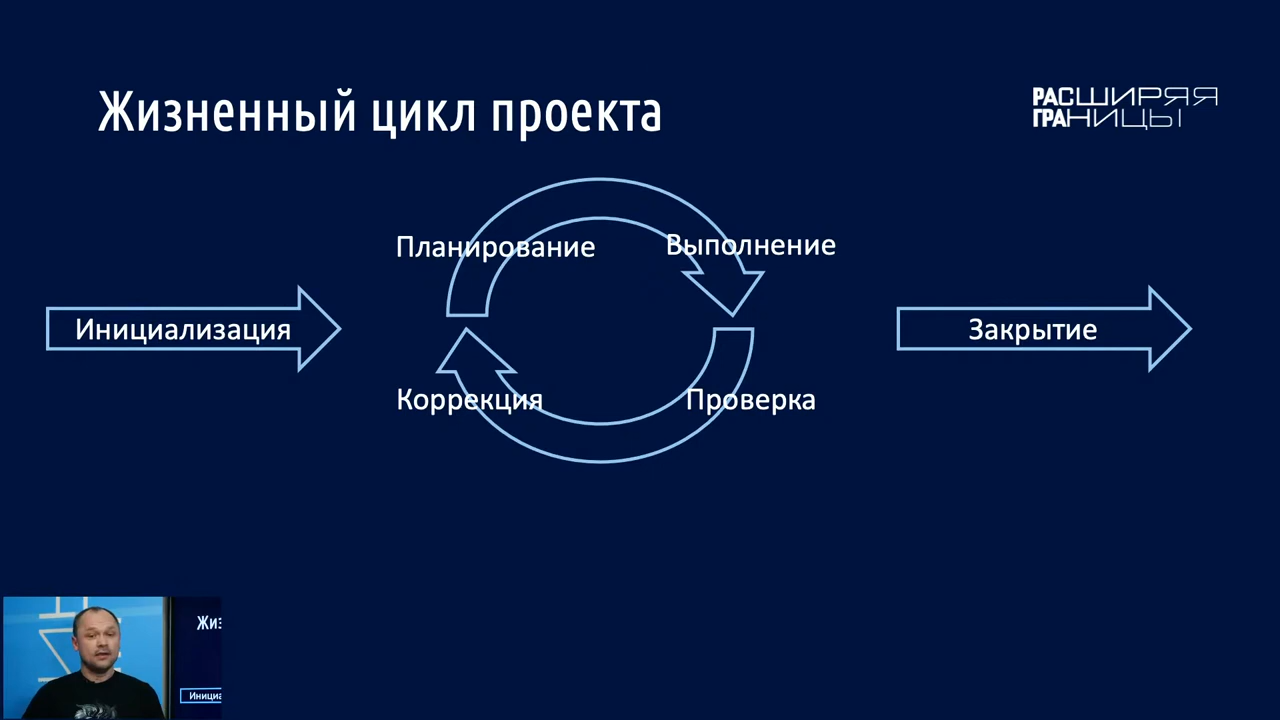 Жизненный цикл проекта
РАСШИРЯЯ
ГРАНИЦЫ
Планирование
Выполнение
Инициализация
Закрытие
Коррекция
Проверка